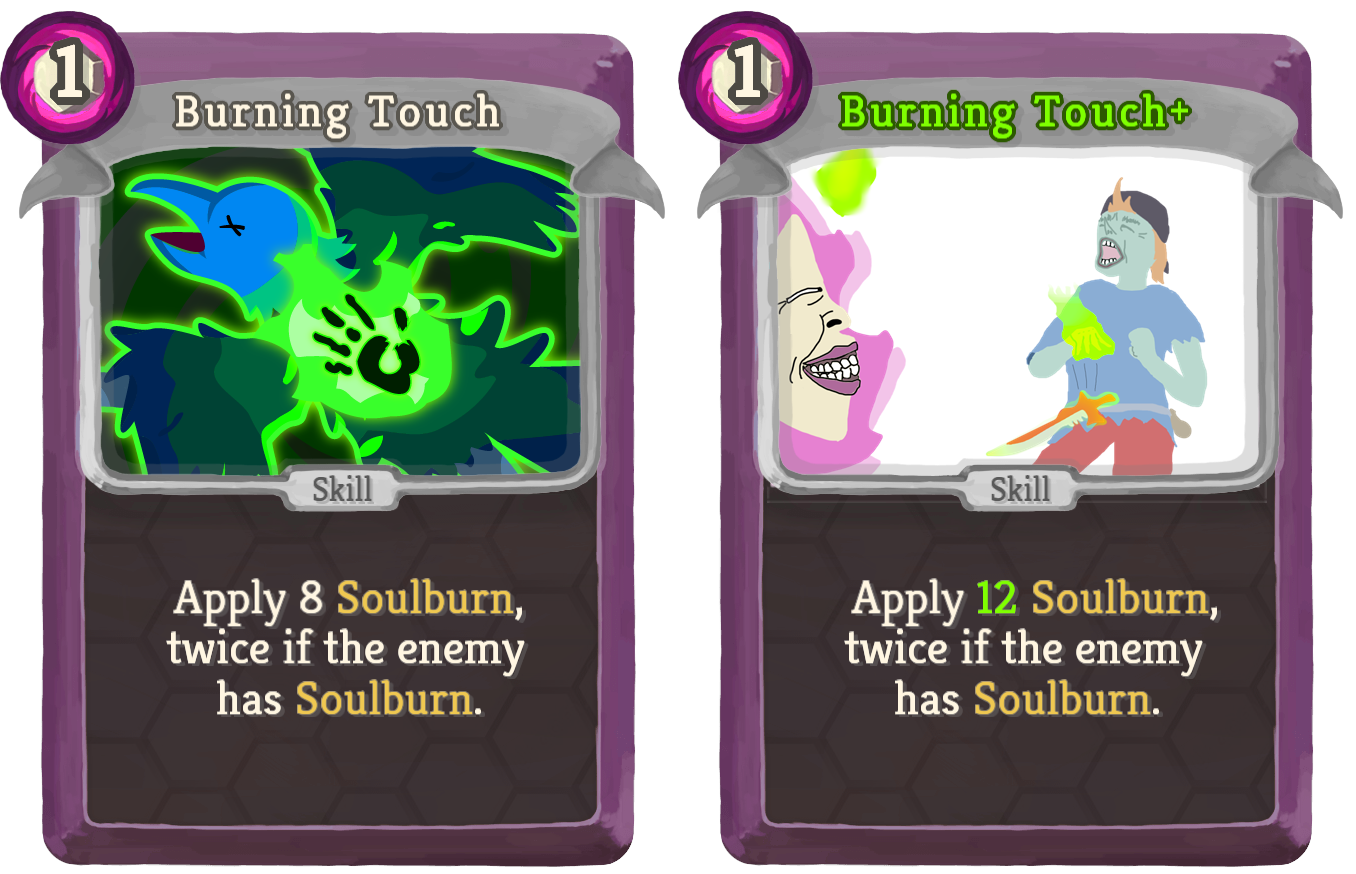 1
Burning Touch
Skill
Apply 8 Soulburn,
twice if the enemy
has Soulburn.
1
Burning Touch+
Skill
Apply 12 Soulburn,
twice if the enemy
has Soulburn.